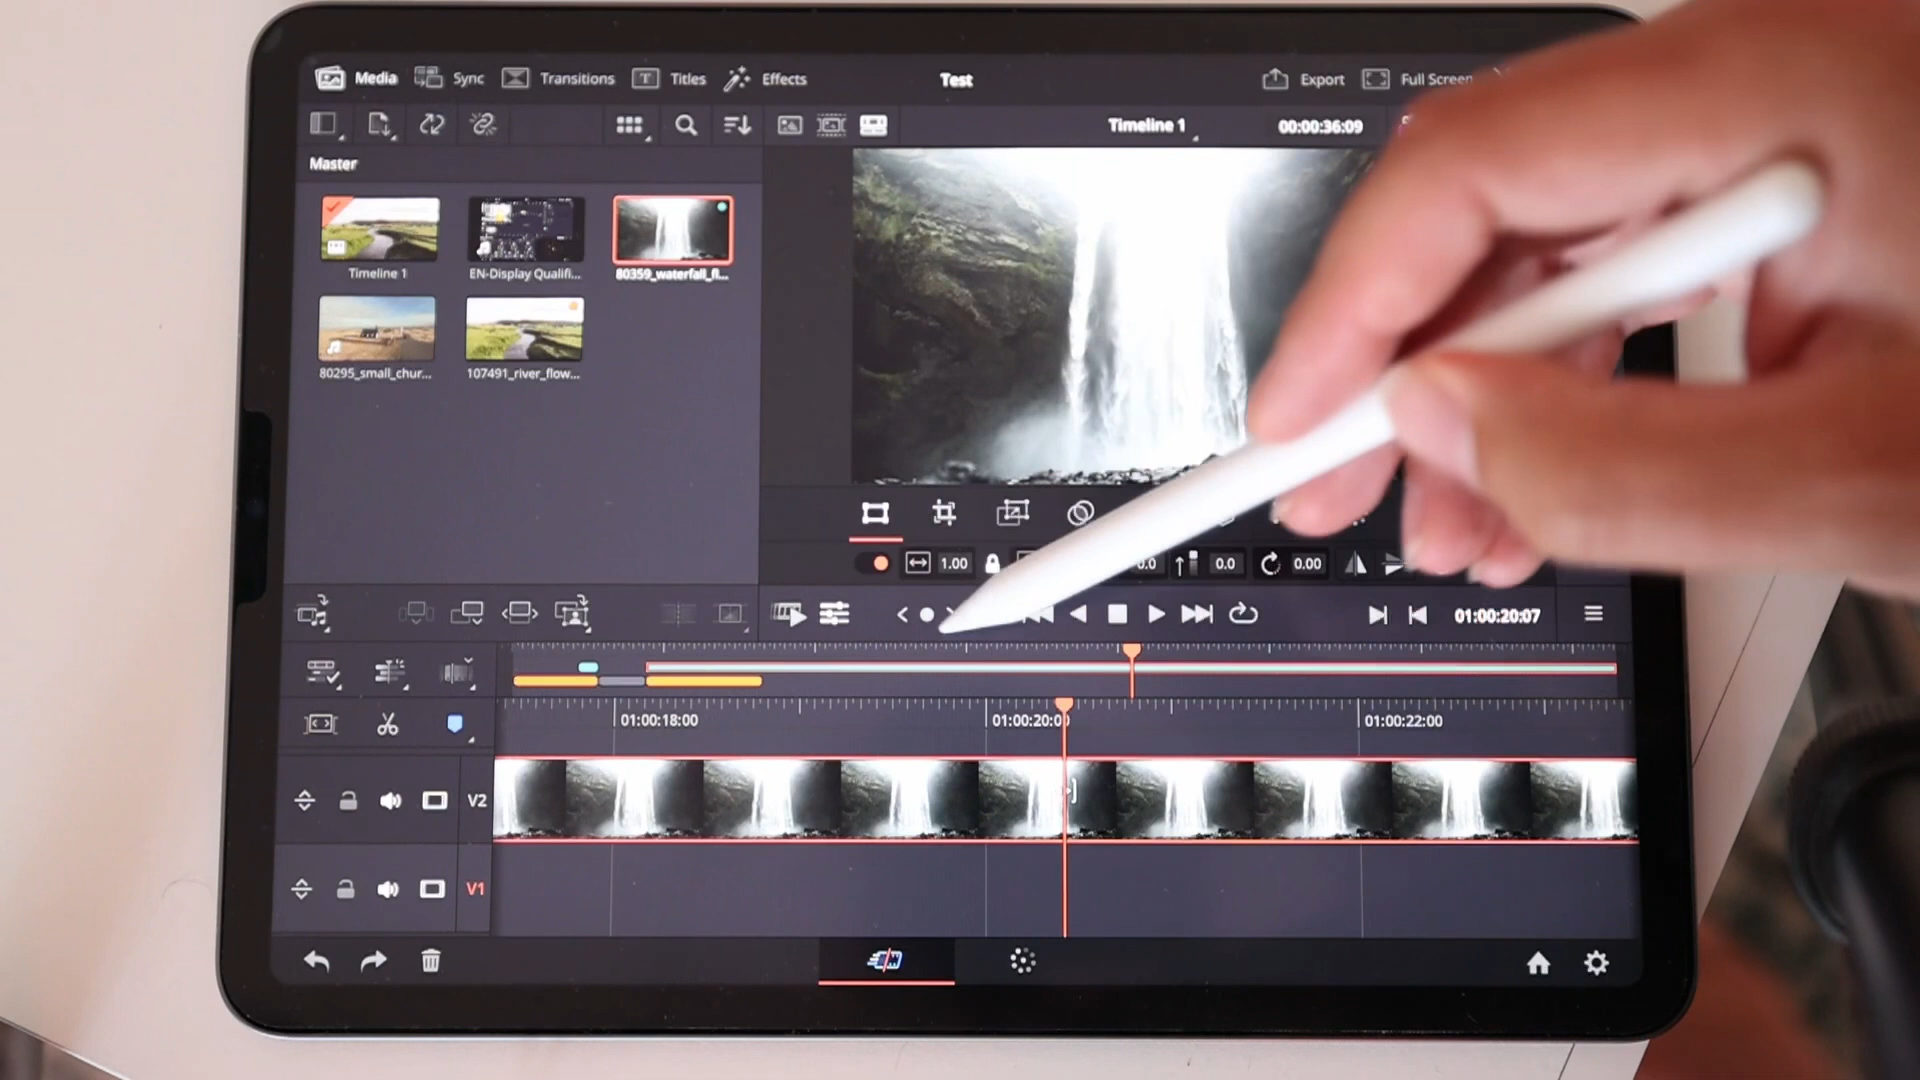 Media Sync Transitions Titles Effects Test Export Full Screen
Timeline 1 00:00:36:09
Master
Timeline 1 EN-Display Qualifi... 80359_waterfall_fl...
80295_small_chur... 107491_river_flow...
1.00 0.0 0.0 0.00
01:00:20:07
01:00:18:00 01:00:20:00 01:00:22:00
V2
V1